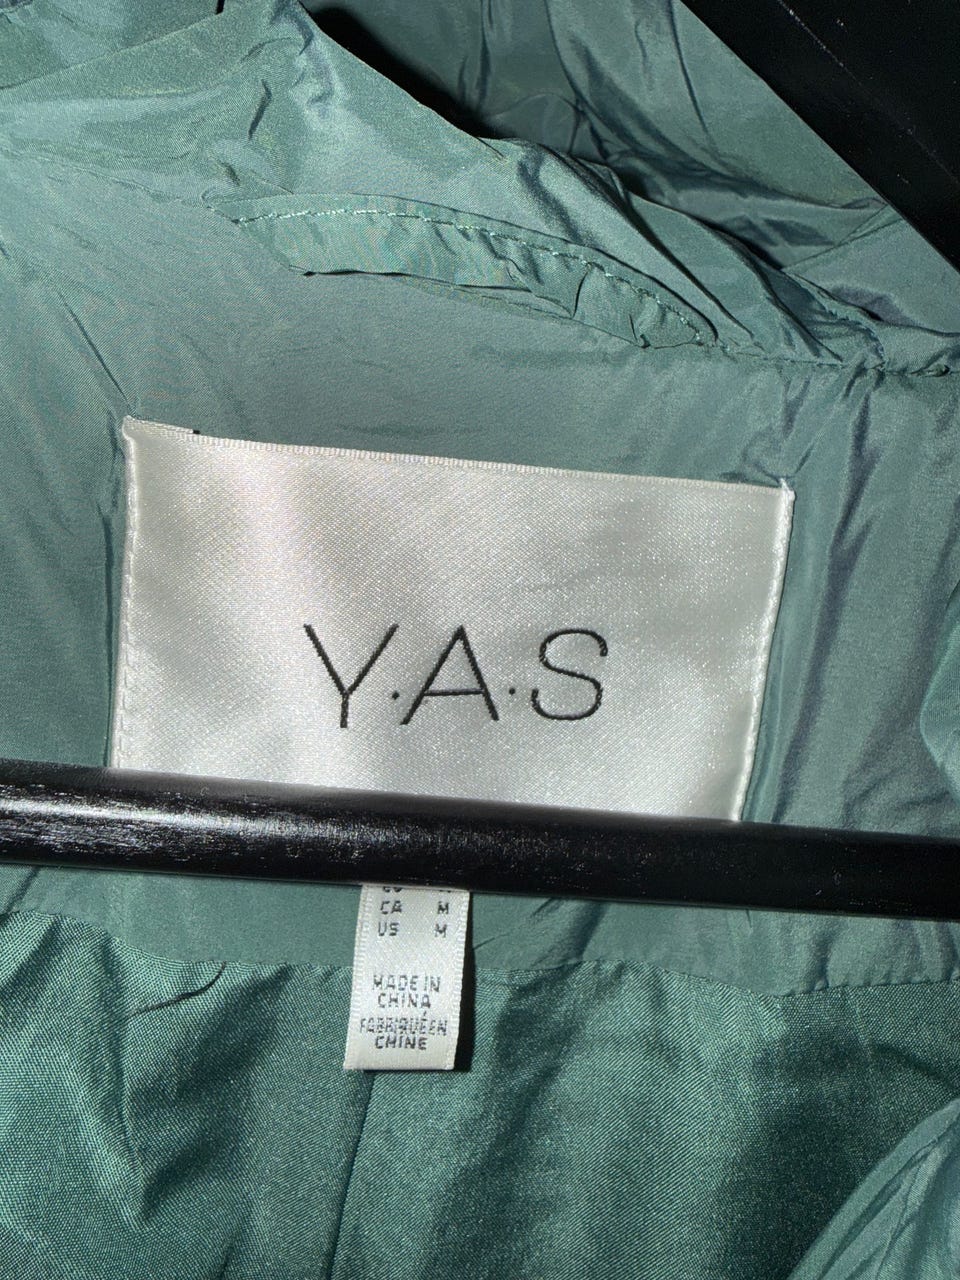 Y.A.S
CA M
US M
MADE IN
CHINA
FABRIQUÉ EN
CHINE